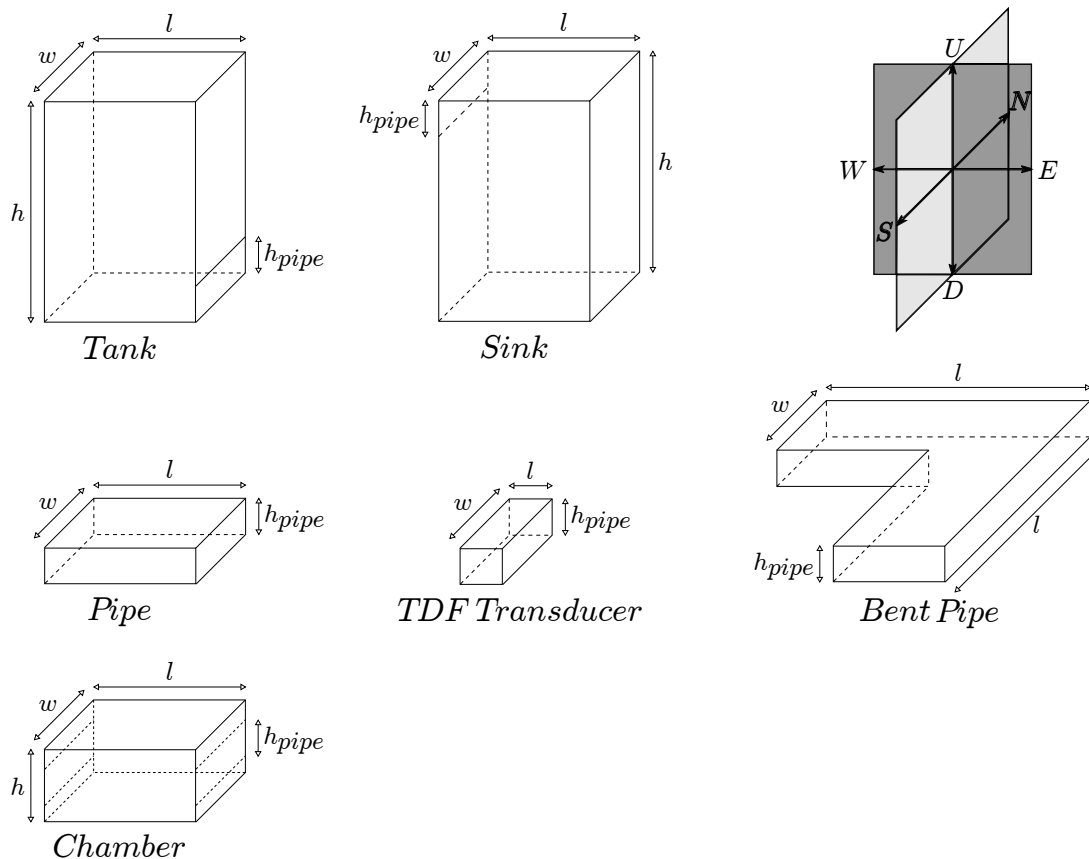 l
w
h
h_pipe
Tank
l
w
h_pipe
h
Sink
U
N
W
E
S
D
l
w
h_pipe
Pipe
l
w
h_pipe
TDF Transducer
l
w
l
h_pipe
Bent Pipe
l
w
h_pipe
h
Chamber